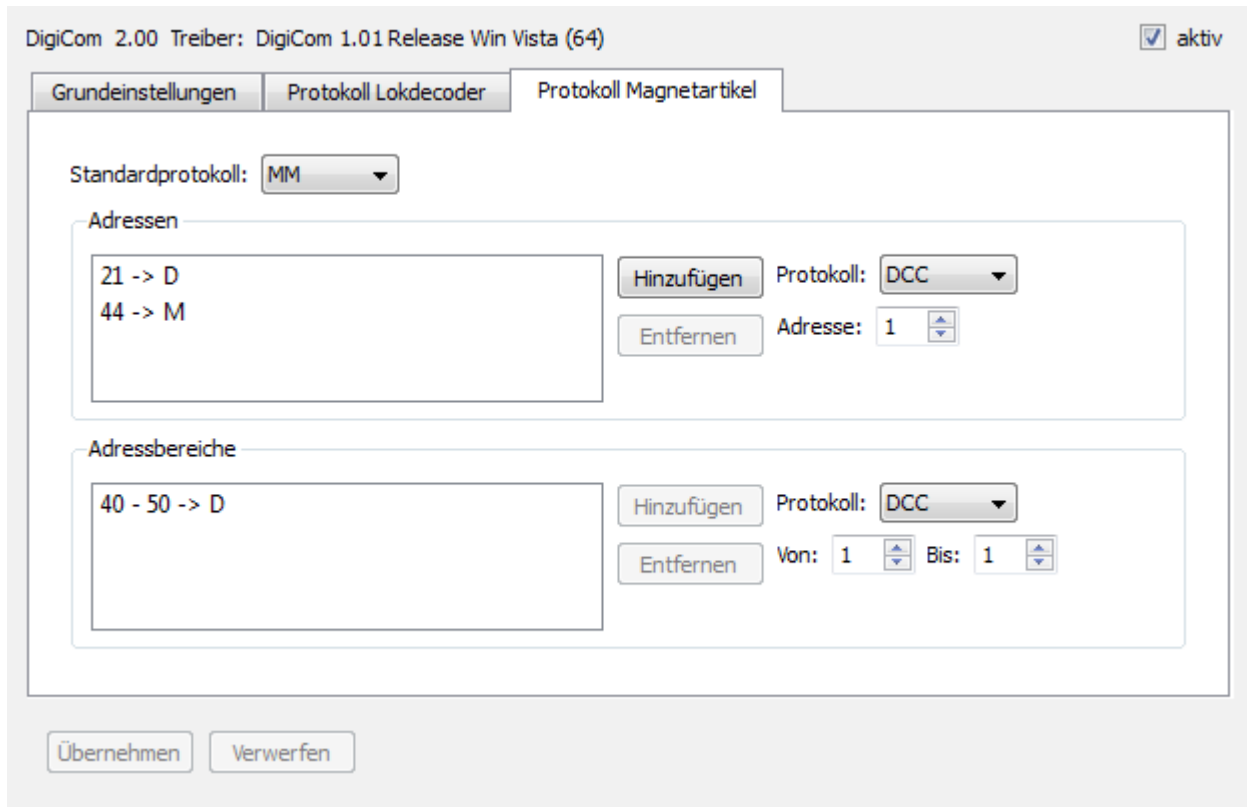 DigiCom 2.00 Treiber: DigiCom 1.01 Release Win Vista (64) aktiv
Grundeinstellungen Protokoll Lokdecoder Protokoll Magnetartikel
Standardprotokoll: MM
Adressen
21 -> D
44 -> M
Hinzufügen Protokoll: DCC
Entfernen Adresse: 1
Adressbereiche
40 - 50 -> D
Hinzufügen Protokoll: DCC
Entfernen Von: 1 Bis: 1
Übernehmen Verwerfen